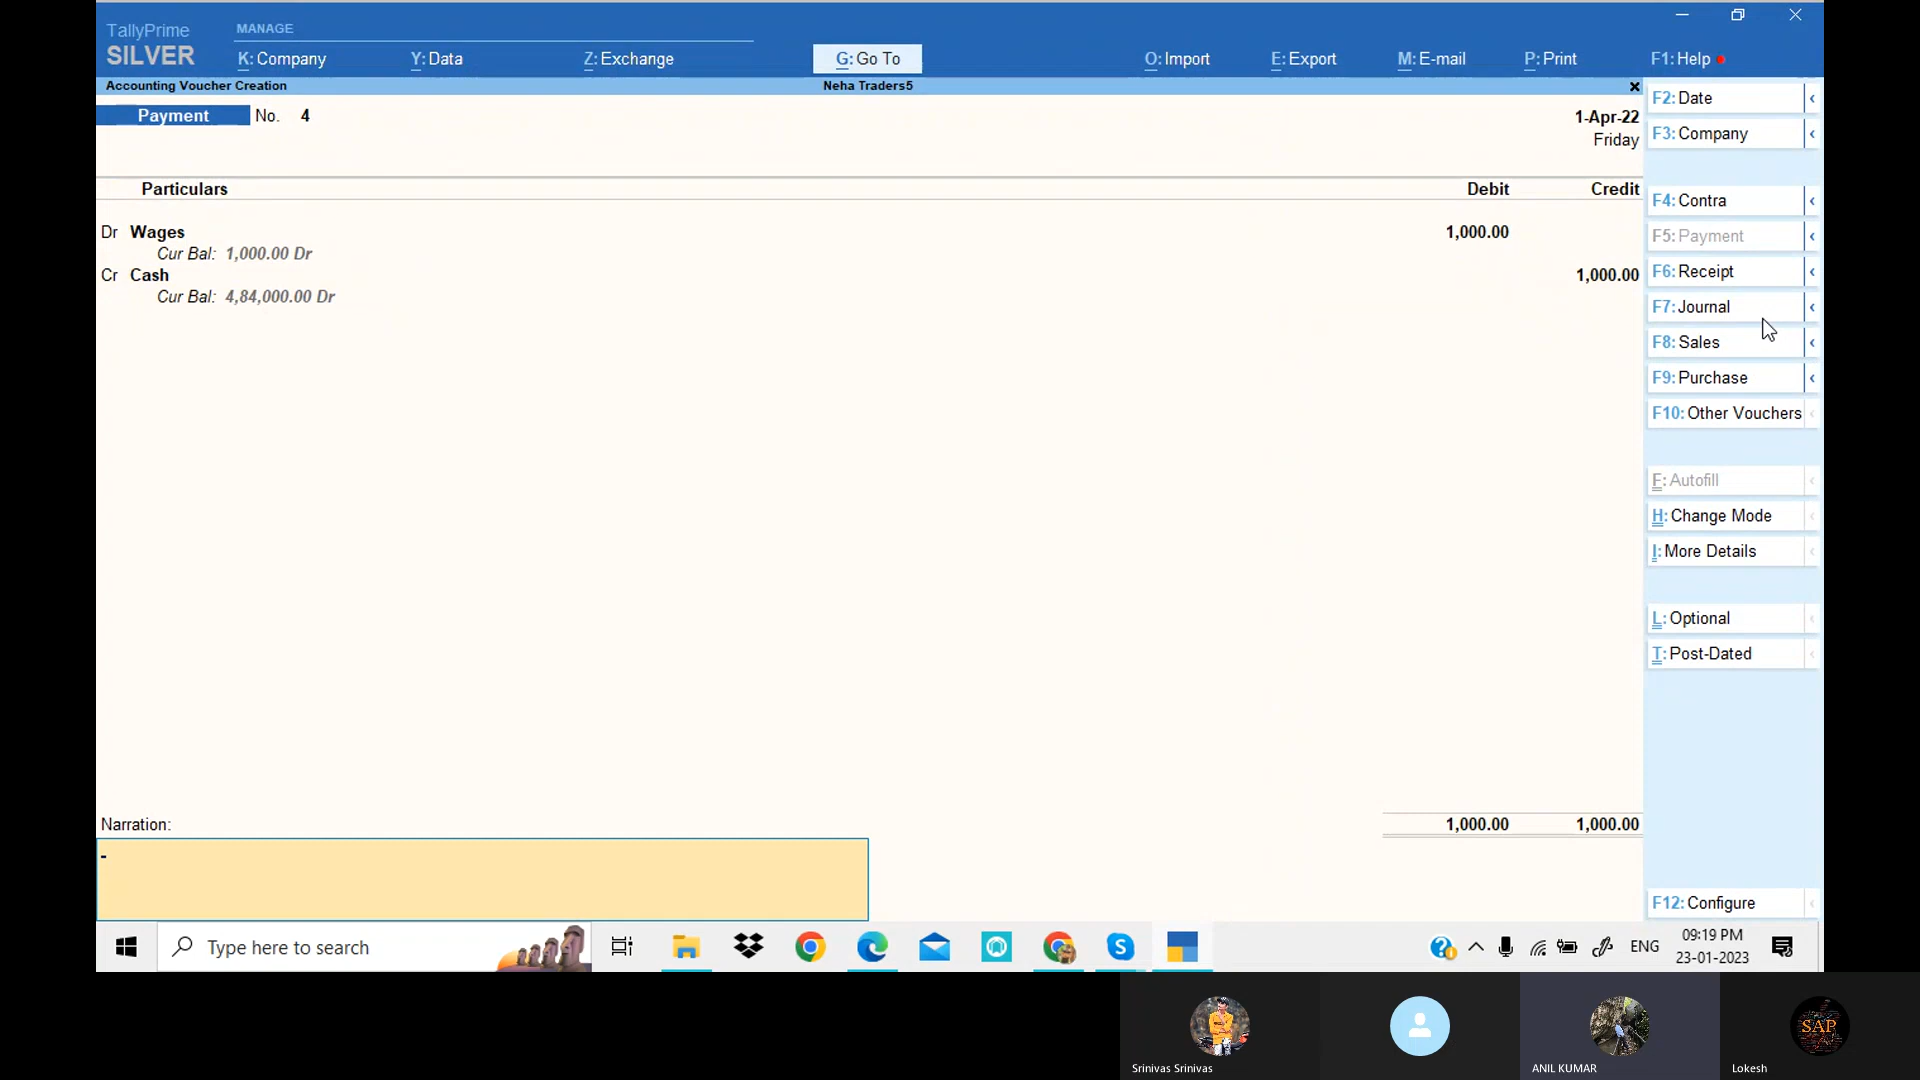 TallyPrime
SILVER
MANAGE
K: Company
Y: Data
Z: Exchange
G: Go To
O: Import
E: Export
M: E-mail
P: Print
F1: Help
Accounting Voucher Creation
Neha Traders5
×
Payment No. 4
1-Apr-22
Friday
Particulars Debit Credit
Dr Wages 1,000.00
Cur Bal: 1,000.00 Dr
Cr Cash 1,000.00
Cur Bal: 4,84,000.00 Dr
Narration: 1,000.00 1,000.00
-
F2: Date
F3: Company
F4: Contra
F5: Payment
F6: Receipt
F7: Journal
F8: Sales
F9: Purchase
F10: Other Vouchers
F: Autofill
H: Change Mode
I: More Details
L: Optional
T: Post-Dated
F12: Configure
Type here to search
ENG
09:19 PM
23-01-2023
Srinivas Srinivas
ANIL KUMAR
SAP
Lokesh